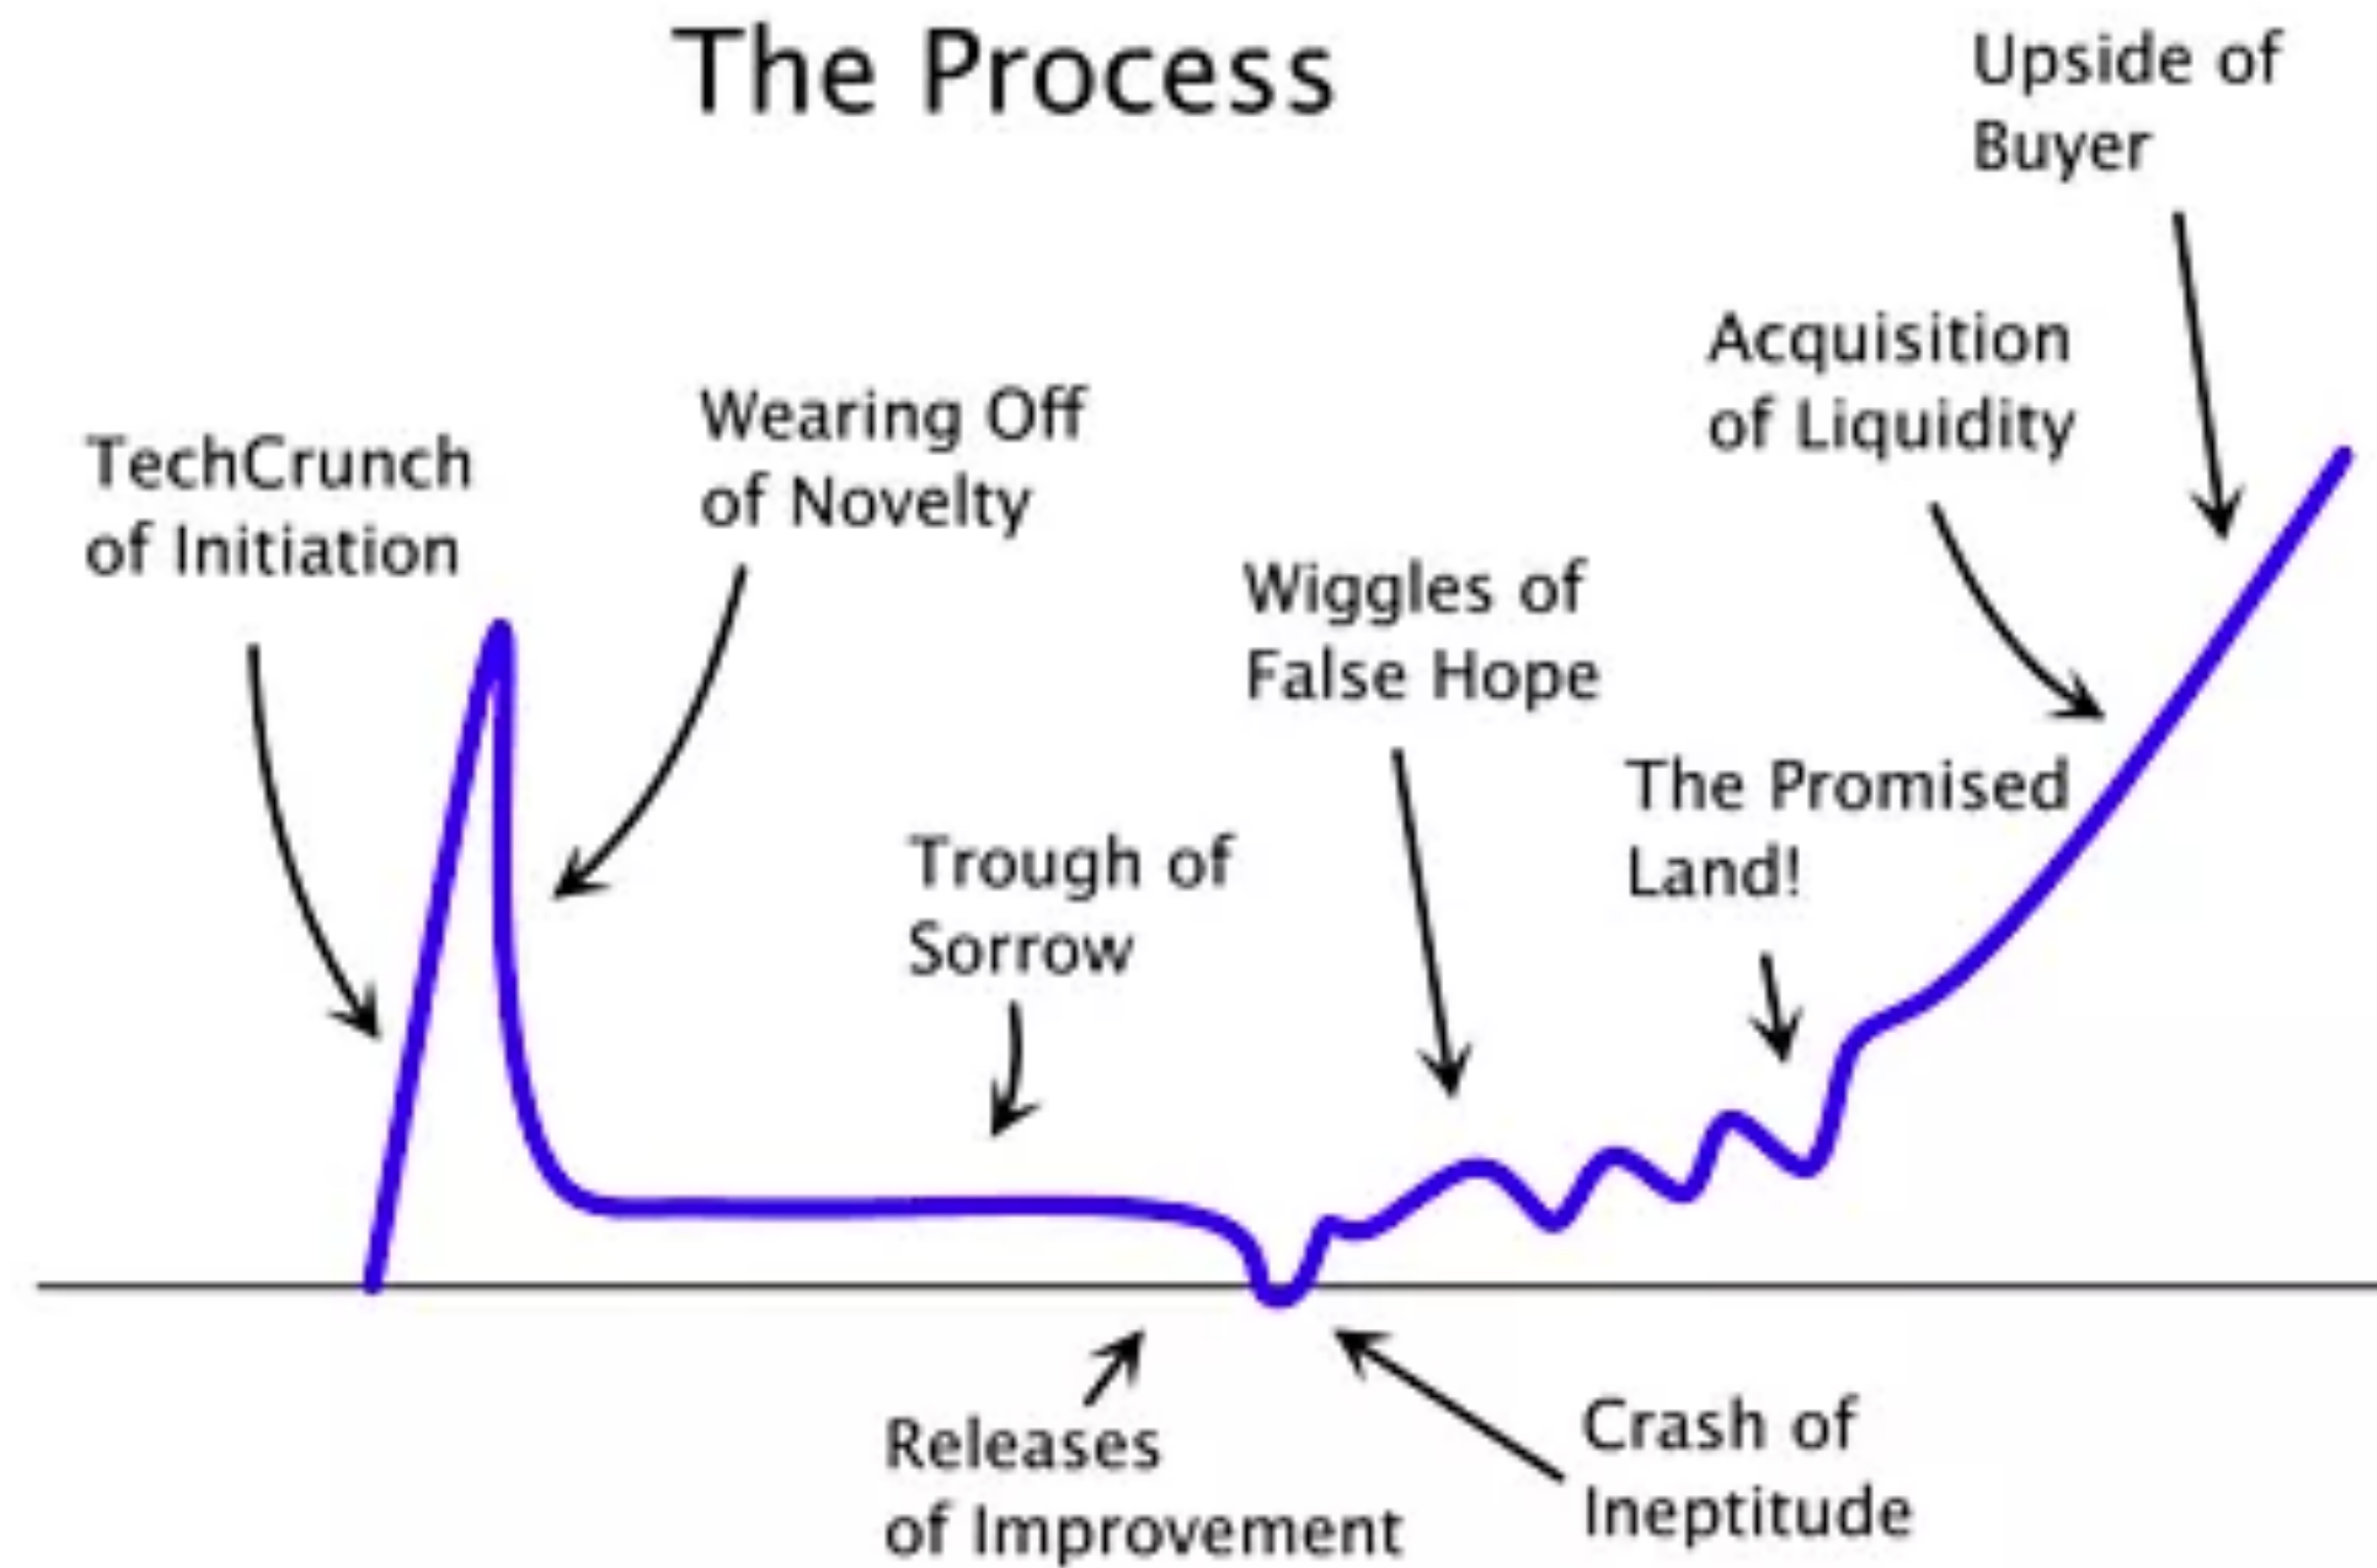 The Process
TechCrunch
of Initiation
Wearing Off
of Novelty
Trough of
Sorrow
Releases
of Improvement
Crash of
Ineptitude
Wiggles of
False Hope
The Promised
Land!
Acquisition
of Liquidity
Upside of
Buyer